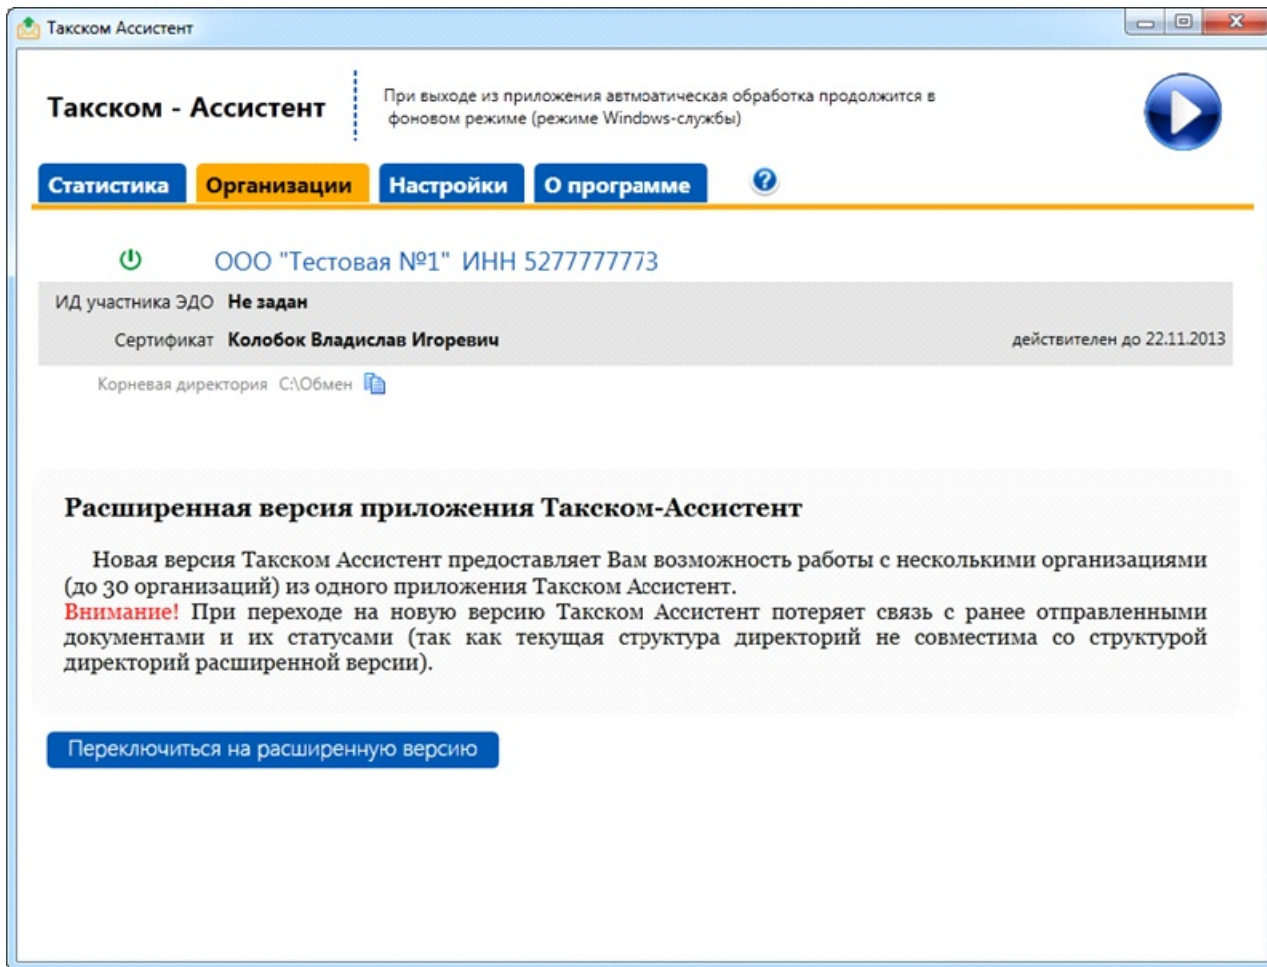 Такском Ассистент
Такском - Ассистент
При выходе из приложения автмоатическая обработка продолжится в
фоновом режиме (режиме Windows-службы)
Статистика Организации Настройки О программе ?
ООО "Тестовая №1" ИНН 5277777773
ИД участника ЭДО Не задан
Сертификат Колобок Владислав Игоревич действителен до 22.11.2013
Корневая директория C:\Обмен
Расширенная версия приложения Такском-Ассистент
Новая версия Такском Ассистент предоставляет Вам возможность работы с несколькими организациями
(до 30 организаций) из одного приложения Такском Ассистент.
Внимание! При переходе на новую версию Такском Ассистент потеряет связь с ранее отправленными
документами и их статусами (так как текущая структура директорий не совместима со структурой
директорий расширенной версии).
Переключиться на расширенную версию